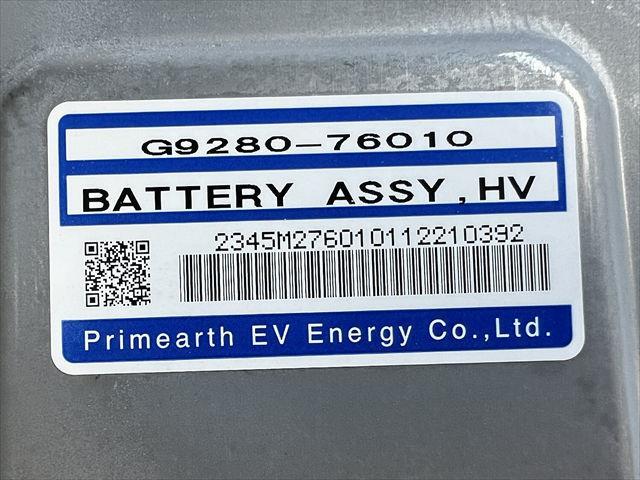 G9280-76010
BATTERY ASSY,HV
2345M276010112210392
Primearth EV Energy Co.,Ltd.